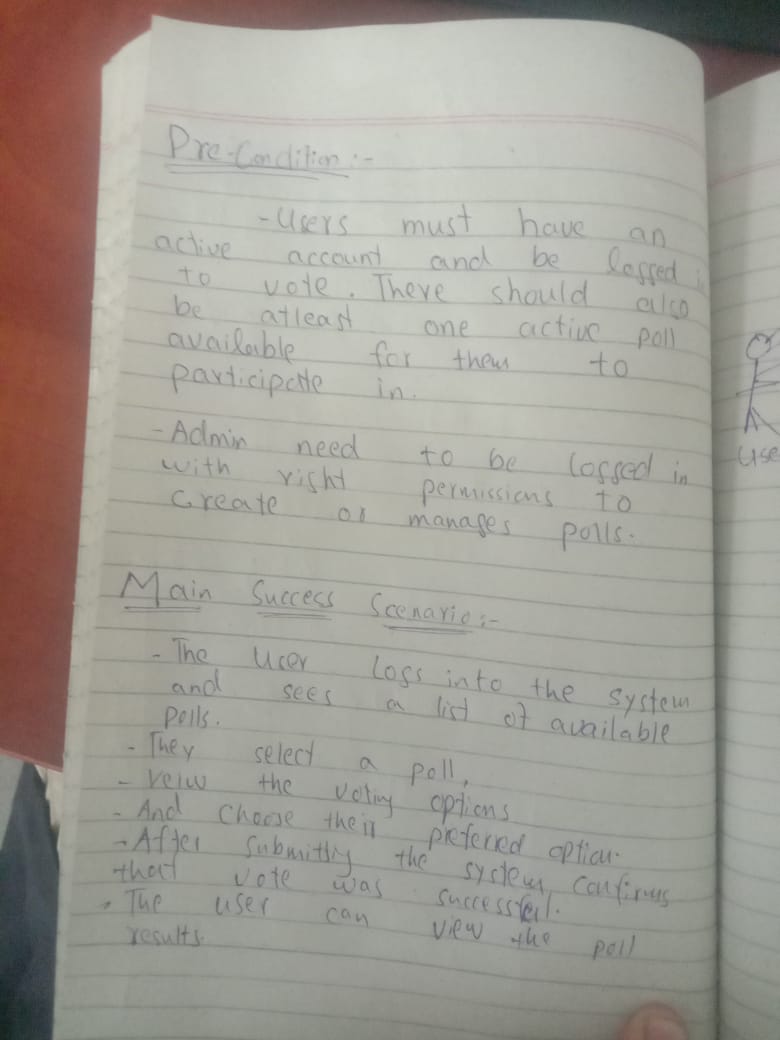 Pre-Condition :-
- Users must have an
active account and be logged i
to vote. There should also
be atleast one active poll
available for them to
participate in.
- Admin need to be logged in
with right permissions to
Create or manages polls.
Main Success Scenario :-
- The User Logs into the system
and sees a list of available
polls.
- They select a poll,
- veiw the voting options
- And choose their preferred option.
- After submitting the system confirms
that vote was successful.
- The user can view the poll
results.
Use